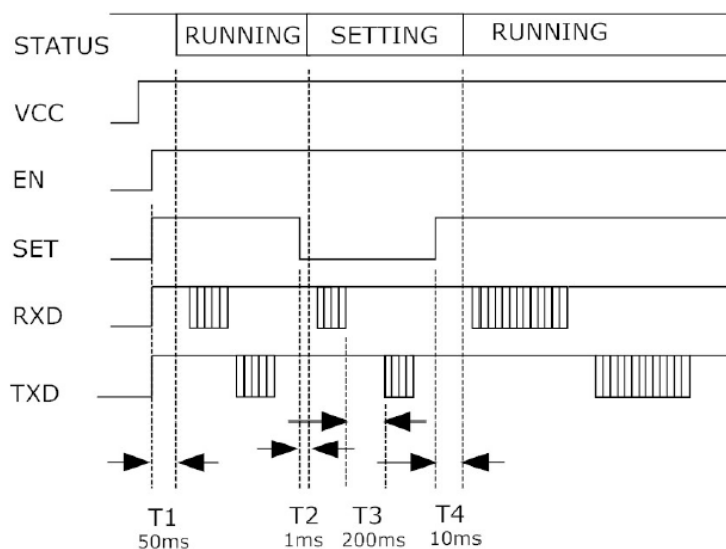 STATUS RUNNING SETTING RUNNING
VCC
EN
SET
RXD
TXD
T1 T2 T3 T4
50ms 1ms 200ms 10ms